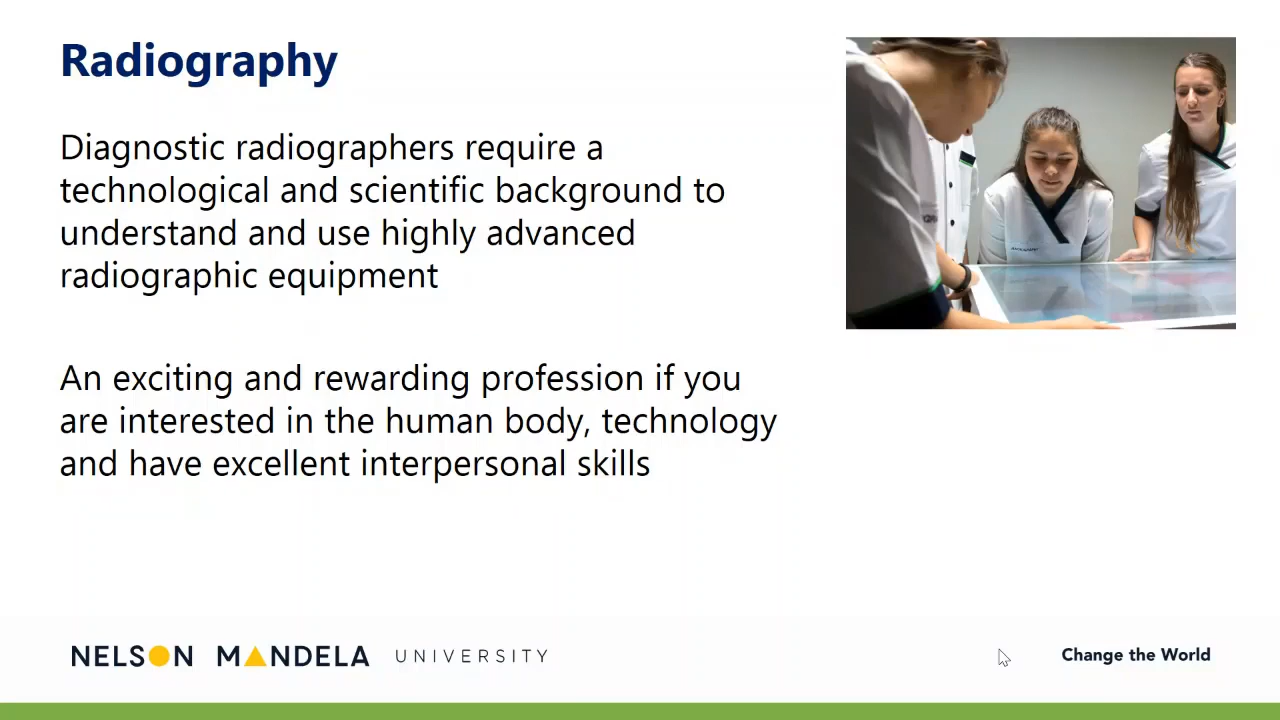 Radiography
Diagnostic radiographers require a
technological and scientific background to
understand and use highly advanced
radiographic equipment
An exciting and rewarding profession if you
are interested in the human body, technology
and have excellent interpersonal skills
NELSON MANDELA UNIVERSITY
Change the World